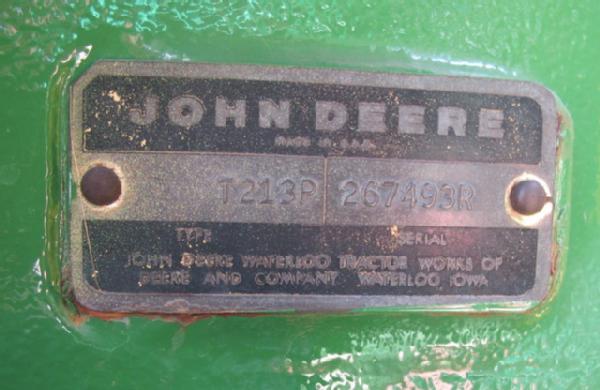 JOHN DEERE
MADE IN U.S.A.
T213P 267493R
TYPE SERIAL
JOHN DEERE WATERLOO TRACTOR WORKS OF
DEERE AND COMPANY WATERLOO IOWA